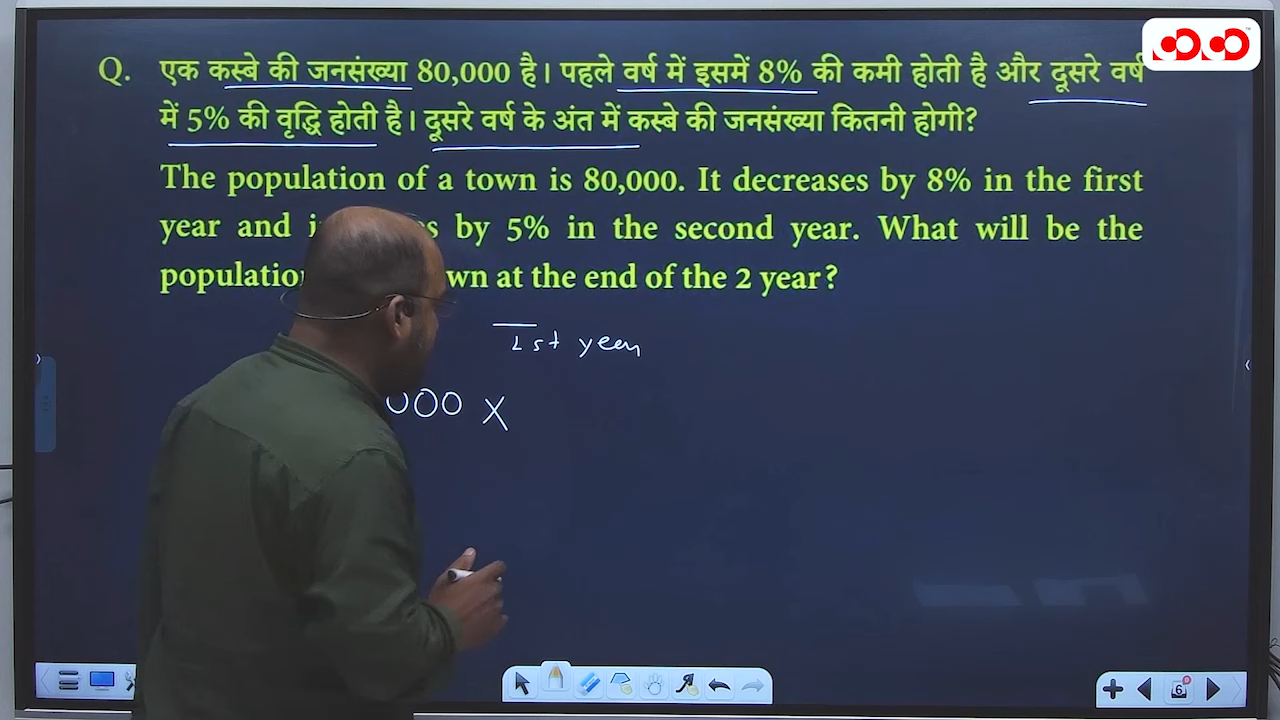 Q. एक कस्बे की जनसंख्या 80,000 है। पहले वर्ष में इसमें 8% की कमी होती है और दूसरे वर्ष
में 5% की वृद्धि होती है। दूसरे वर्ष के अंत में कस्बे की जनसंख्या कितनी होगी?
The population of a town is 80,000. It decreases by 8% in the first
year and by 5% in the second year. What will be the
at the end of the 2 year?
1st year
000 X